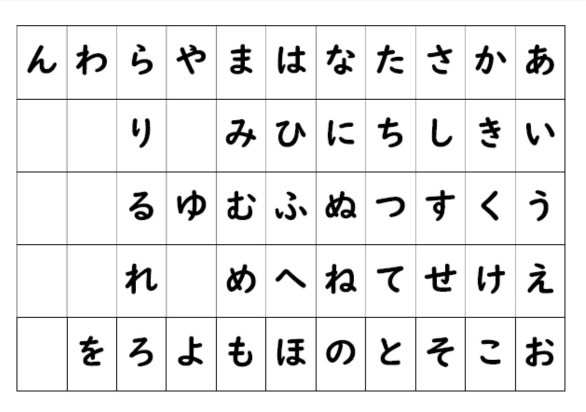 んわらやまはなたさかあ
りみひにちしきい
るゆむふぬつすくう
れめへねてせけえ
をろよもほのとそこお